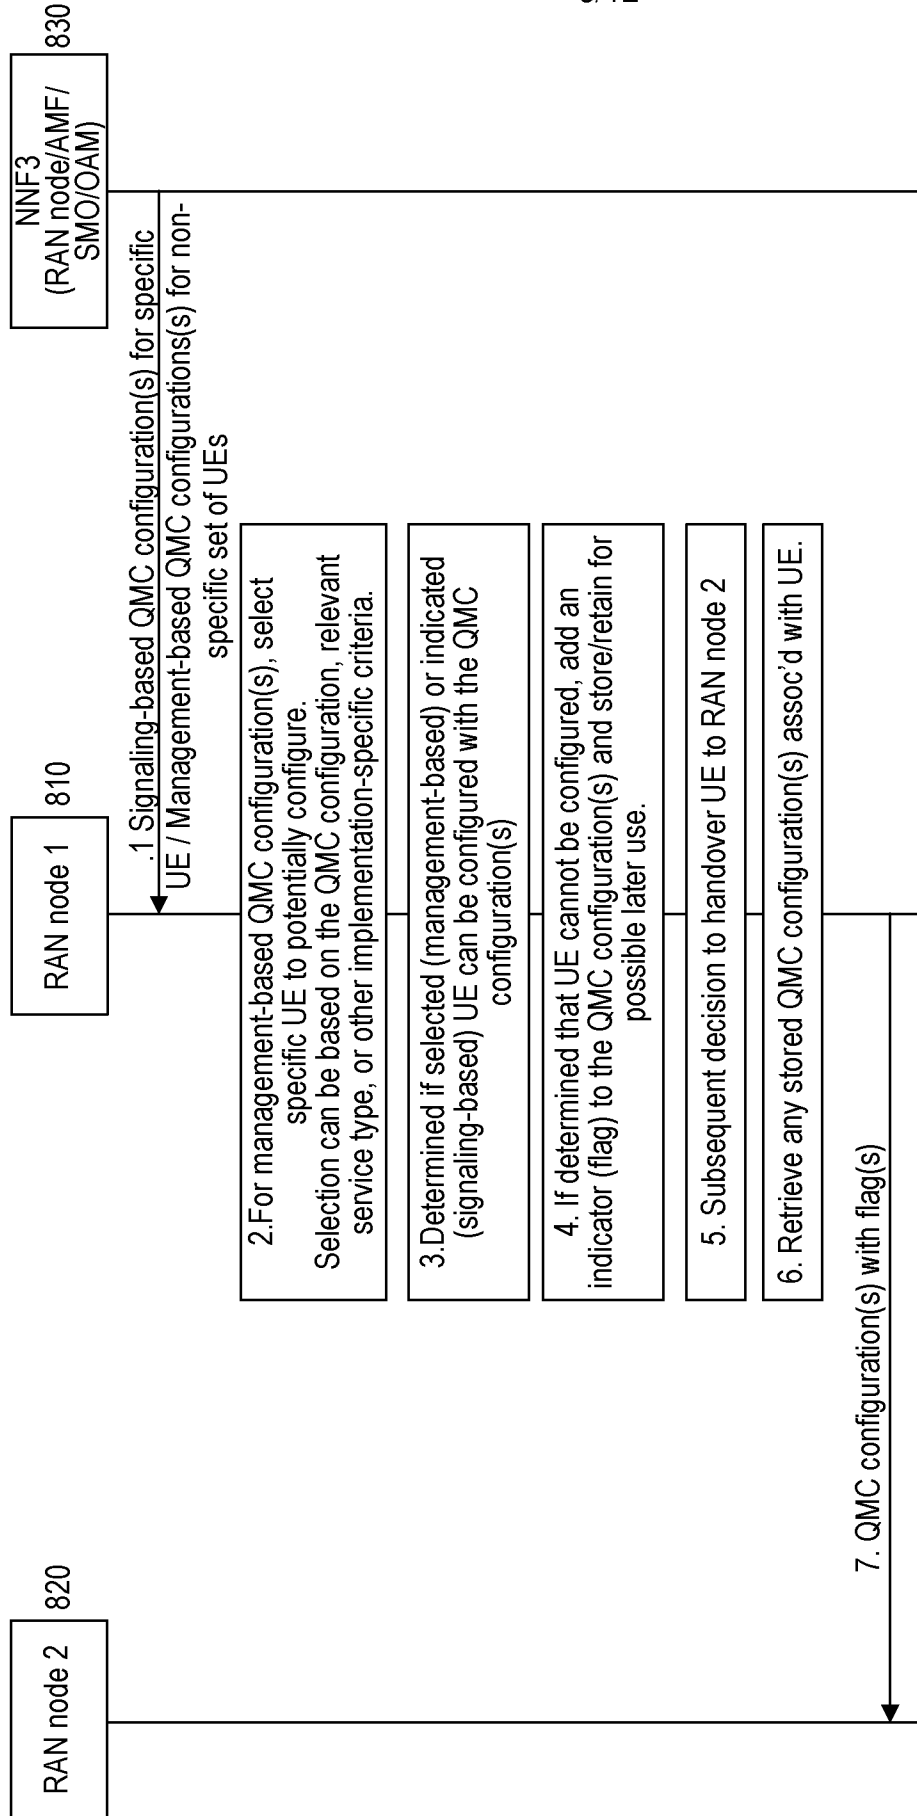 RAN node 2
820
RAN node 1
810
NNF3
(RAN node/AMF/
SMO/OAM)
830
.1 Signaling-based QMC configuration(s) for specific
UE / Management-based QMC configurations(s) for non-
specific set of UEs
2.For management-based QMC configuration(s), select
specific UE to potentially configure.
Selection can be based on the QMC configuration, relevant
service type, or other implementation-specific criteria.
3.Determined if selected (management-based) or indicated
(signaling-based) UE can be configured with the QMC
configuration(s)
4. If determined that UE cannot be configured, add an
indicator (flag) to the QMC configuration(s) and store/retain for
possible later use.
5. Subsequent decision to handover UE to RAN node 2
6. Retrieve any stored QMC configuration(s) assoc'd with UE.
7. QMC configuration(s) with flag(s)